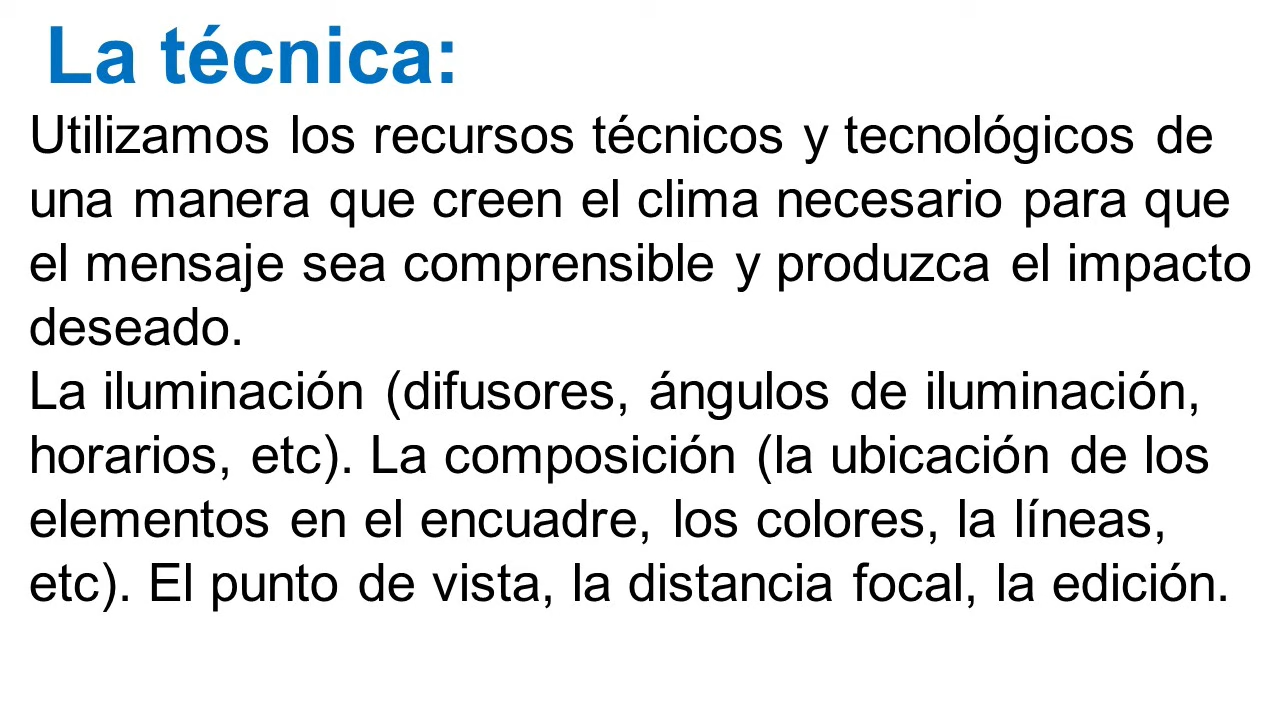 La técnica:
Utilizamos los recursos técnicos y tecnológicos de
una manera que creen el clima necesario para que
el mensaje sea comprensible y produzca el impacto
deseado.
La iluminación (difusores, ángulos de iluminación,
horarios, etc). La composición (la ubicación de los
elementos en el encuadre, los colores, la líneas,
etc). El punto de vista, la distancia focal, la edición.